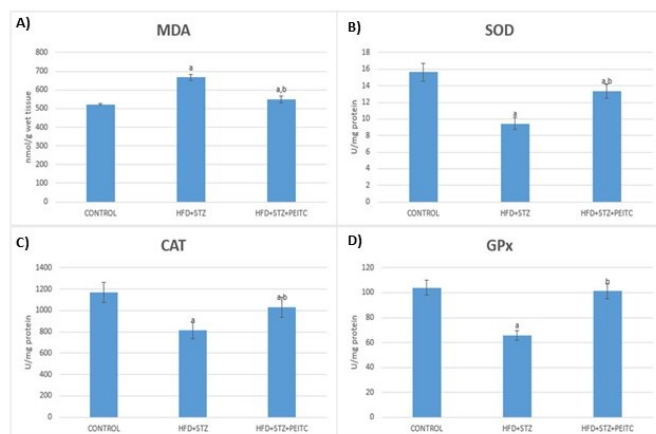 A)
MDA
800
700
600
500
400
300
200
100
0
nmol/g wet tissue
a
a,b
CONTROL HFD+STZ HFD+STZ+PEITC
B)
SOD
18
16
14
12
10
8
6
4
2
0
U/mg protein
a
a,b
CONTROL HFD+STZ HFD+STZ+PEITC
C)
CAT
1400
1200
1000
800
600
400
200
0
U/mg protein
a
a,b
CONTROL HFD+STZ HFD+STZ+PEITC
D)
GPx
120
100
80
60
40
20
0
U/mg protein
a
b
CONTROL HFD+STZ HFD+STZ+PEITC